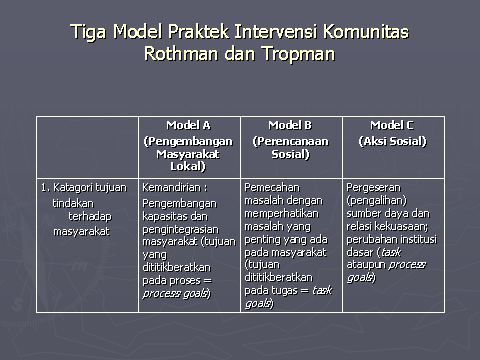 Tiga Model Praktek Intervensi Komunitas
Rothman dan Tropman
Model A
(Pengembangan
Masyarakat
Lokal)
Model B
(Perencanaan
Sosial)
Model C
(Aksi Sosial)
1. Katagori tujuan
tindakan
terhadap
masyarakat
Kemandirian :
Pengembangan
kapasitas dan
pengintegrasian
masyarakat (tujuan
yang
dititikberatkan
pada proses =
process goals)
Pemecahan
masalah dengan
memperhatikan
masalah yang
penting yang ada
pada masyarakat
(tujuan
dititikberatkan
pada tugas = task
goals)
Pergeseran
(pengalihan)
sumber daya dan
relasi kekuasaan;
perubahan institusi
dasar (task
ataupun process
goals)